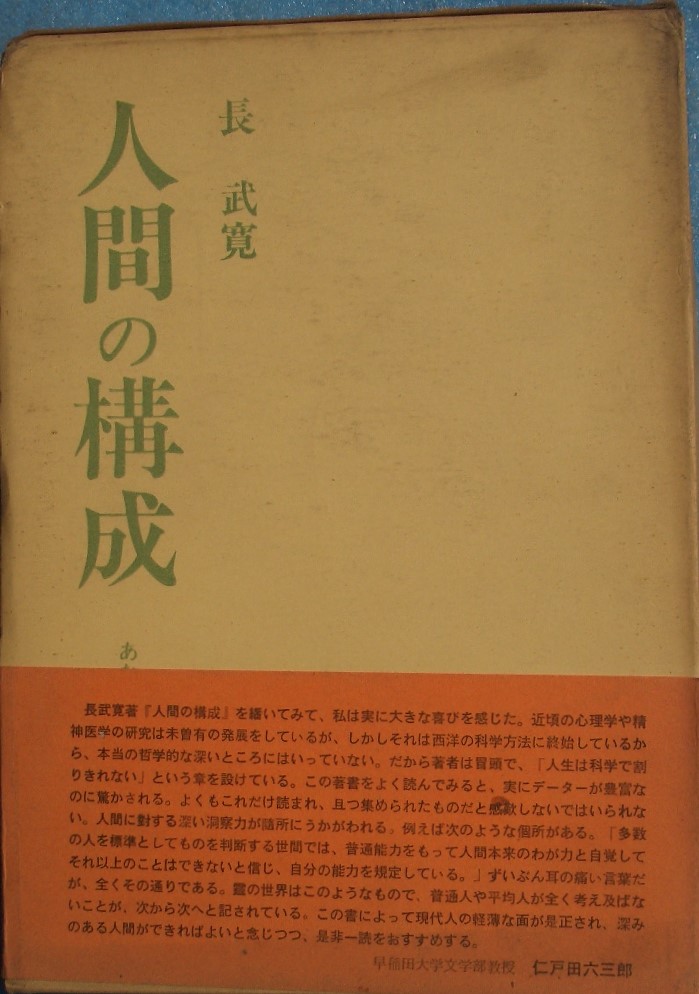 長　武寛
人間の構成
あ
　長武寛著『人間の構成』を繙いてみて、私は実に大きな喜びを感じた。近頃の心理学や精
神医学の研究は未曾有の発展をしているが、しかしそれは西洋の科学方法に終始しているか
ら、本当の哲学的な深いところにはいっていない。だから著者は冒頭で、「人生は科学で割
りきれない」という章を設けている。この著書をよく読んでみると、実にデーターが豊富な
のに驚かされる。よくもこれだけ読まれ、且つ集められたものだと感歎しないではいられな
い。人間に対する深い洞察力が随所にうかがわれる。例えば次のような個所がある。「多数
の人を標準としてものを判断する世間では、普通能力をもって人間本来のわが力と自覚して
それ以上のことはできないと信じ、自分の能力を規定している。」ずいぶん耳の痛い言葉だ
が、全くその通りである。靈の世界はこのようなもので、普通人や平均人が全く考え及ばな
いことが、次から次へと記されている。この書によって現代人の軽薄な面が是正され、深み
のある人間ができればよいと念じつつ、是非一読をおすすめする。
早稲田大学文学部教授　仁戸田六三郎